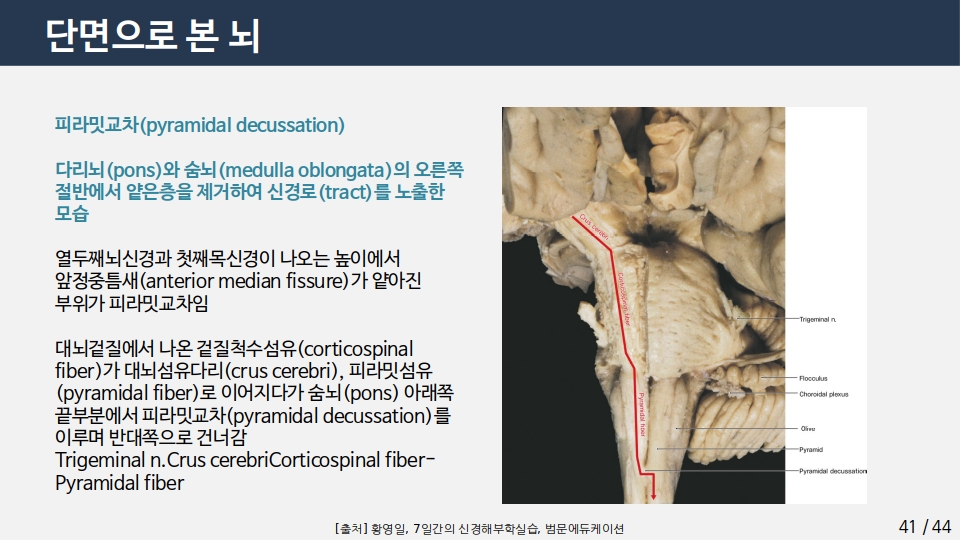 단면으로 본 뇌
피라밋교차(pyramidal decussation)
다리뇌(pons)와 숨뇌(medulla oblongata)의 오른쪽
절반에서 얕은층을 제거하여 신경로(tract)를 노출한
모습
열두째뇌신경과 첫째목신경이 나오는 높이에서
앞정중틈새(anterior median fissure)가 얕아진
부위가 피라밋교차임
대뇌겉질에서 나온 겉질척수섬유(corticospinal
fiber)가 대뇌섬유다리(crus cerebri), 피라밋섬유
(pyramidal fiber)로 이어지다가 숨뇌(pons) 아래쪽
끝부분에서 피라밋교차(pyramidal decussation)를
이루며 반대쪽으로 건너감
Trigeminal n.Crus cerebriCorticospinal fiber-
Pyramidal fiber
Crus cerebri
Corticospinal fiber
Pyramidal fiber
Trigeminal n.
Flocculus
Choroidal plexus
Olive
Pyramid
Pyramidal decussation
[출처] 황영일, 7일간의 신경해부학실습, 범문에듀케이션
41 / 44